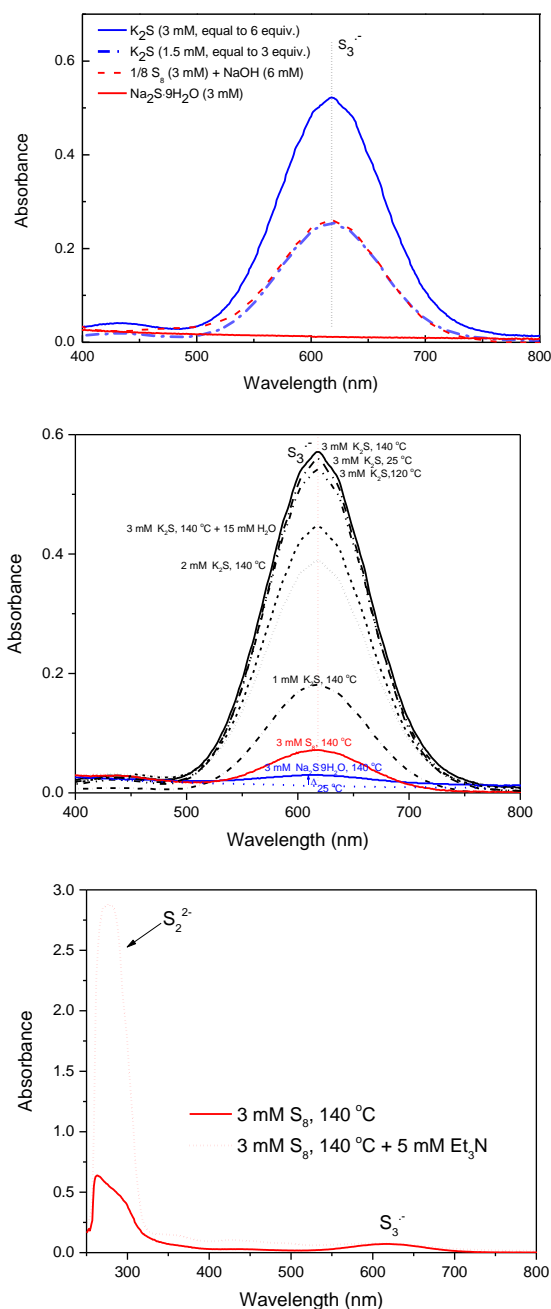 K₂S (3 mM, equal to 6 equiv.)
K₂S (1.5 mM, equal to 3 equiv.)
1/8 S₈ (3 mM) + NaOH (6 mM)
Na₂S·9H₂O (3 mM)
S₃·⁻
0.6
0.4
0.2
0.0
Absorbance
400 500 600 700 800
Wavelength (nm)
S₃·⁻
3 mM K₂S, 140 °C
3 mM K₂S, 25 °C
3 mM K₂S,120 °C
3 mM K₂S, 140 °C + 15 mM H₂O
2 mM K₂S, 140 °C
1 mM K₂S, 140 °C
3 mM S₈, 140 °C
3 mM Na₂S9H₂O, 140 °C
Δ
25 °C
0.6
0.4
0.2
0.0
Absorbance
400 500 600 700 800
Wavelength (nm)
S₂²⁻
3 mM S₈, 140 °C
3 mM S₈, 140 °C + 5 mM Et₃N
S₃·⁻
3.0
2.5
2.0
1.5
1.0
0.5
0.0
Absorbance
300 400 500 600 700 800
Wavelength (nm)